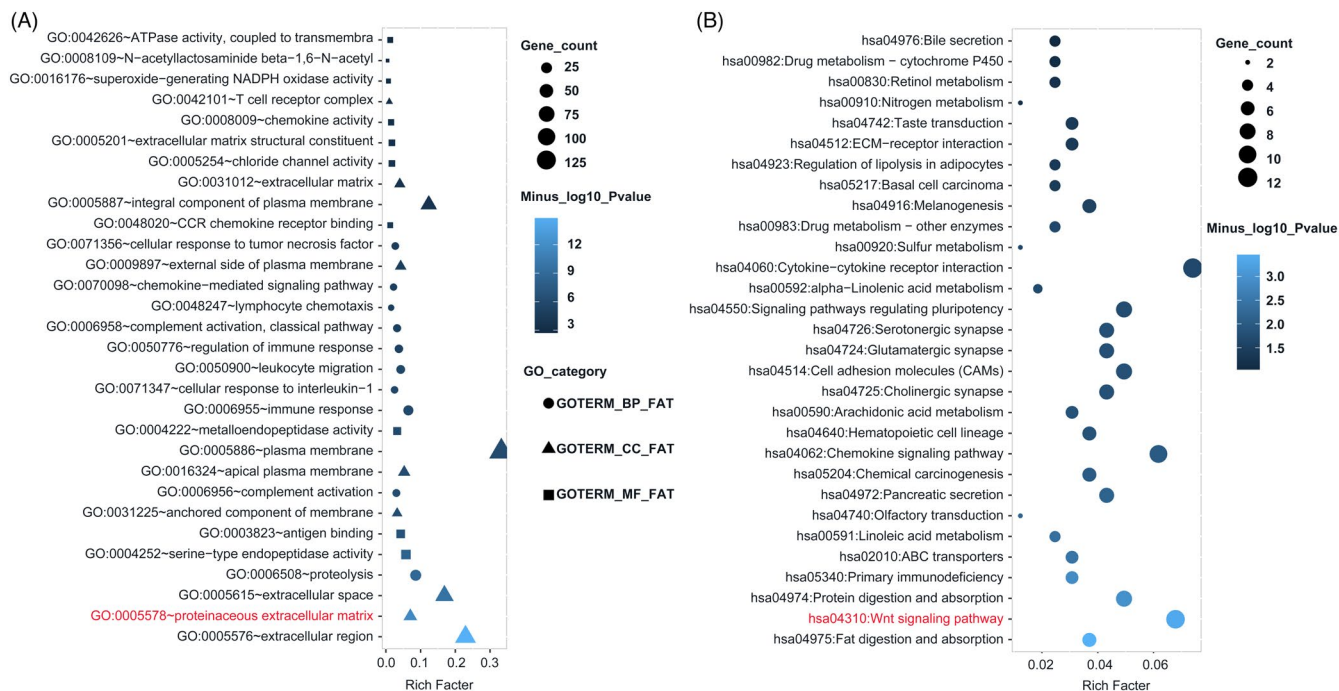 (A)
GO:0042626~ATPase activity, coupled to transmembra
GO:0008109~N-acetyllactosaminide beta-1,6-N-acetyl
GO:0016176~superoxide-generating NADPH oxidase activity
GO:0042101~T cell receptor complex
GO:0008009~chemokine activity
GO:0005201~extracellular matrix structural constituent
GO:0005254~chloride channel activity
GO:0031012~extracellular matrix
GO:0005887~integral component of plasma membrane
GO:0048020~CCR chemokine receptor binding
GO:0071356~cellular response to tumor necrosis factor
GO:0009897~external side of plasma membrane
GO:0070098~chemokine-mediated signaling pathway
GO:0048247~lymphocyte chemotaxis
GO:0006958~complement activation, classical pathway
GO:0050776~regulation of immune response
GO:0050900~leukocyte migration
GO:0071347~cellular response to interleukin-1
GO:0006955~immune response
GO:0004222~metalloendopeptidase activity
GO:0005886~plasma membrane
GO:0016324~apical plasma membrane
GO:0006956~complement activation
GO:0031225~anchored component of membrane
GO:0003823~antigen binding
GO:0004252~serine-type endopeptidase activity
GO:0006508~proteolysis
GO:0005615~extracellular space
GO:0005578~proteinaceous extracellular matrix
GO:0005576~extracellular region
0.0 0.1 0.2 0.3
Rich Facter
Gene_count
25
50
75
100
125
Minus_log10_Pvalue
12
9
6
3
GO_category
GOTERM_BP_FAT
GOTERM_CC_FAT
GOTERM_MF_FAT
(B)
hsa04976:Bile secretion
hsa00982:Drug metabolism - cytochrome P450
hsa00830:Retinol metabolism
hsa00910:Nitrogen metabolism
hsa04742:Taste transduction
hsa04512:ECM-receptor interaction
hsa04923:Regulation of lipolysis in adipocytes
hsa05217:Basal cell carcinoma
hsa04916:Melanogenesis
hsa00983:Drug metabolism - other enzymes
hsa00920:Sulfur metabolism
hsa04060:Cytokine-cytokine receptor interaction
hsa00592:alpha-Linolenic acid metabolism
hsa04550:Signaling pathways regulating pluripotency
hsa04726:Serotonergic synapse
hsa04724:Glutamatergic synapse
hsa04514:Cell adhesion molecules (CAMs)
hsa04725:Cholinergic synapse
hsa00590:Arachidonic acid metabolism
hsa04640:Hematopoietic cell lineage
hsa04062:Chemokine signaling pathway
hsa05204:Chemical carcinogenesis
hsa04972:Pancreatic secretion
hsa04740:Olfactory transduction
hsa00591:Linoleic acid metabolism
hsa02010:ABC transporters
hsa05340:Primary immunodeficiency
hsa04974:Protein digestion and absorption
hsa04310:Wnt signaling pathway
hsa04975:Fat digestion and absorption
0.02 0.04 0.06
Rich Facter
Gene_count
2
4
6
8
10
12
Minus_log10_Pvalue
3.0
2.5
2.0
1.5